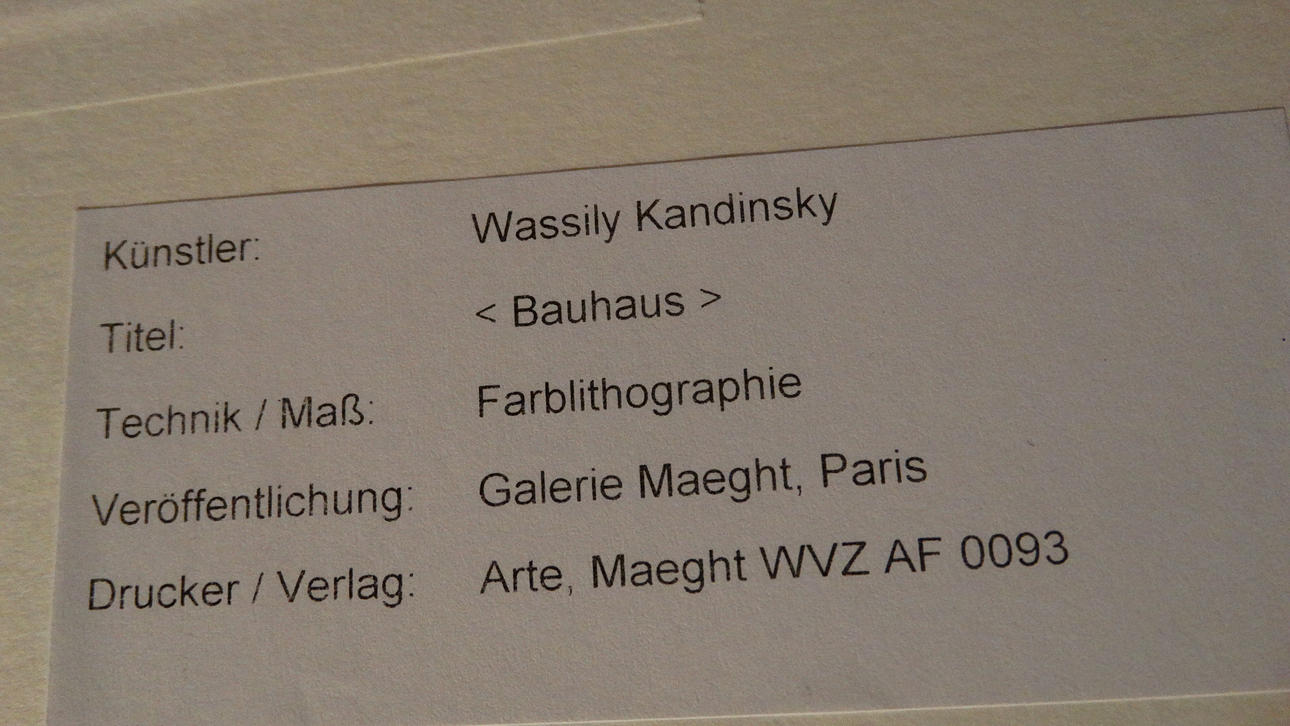 Künstler: Wassily Kandinsky
Titel: < Bauhaus >
Technik / Maß: Farblithographie
Veröffentlichung: Galerie Maeght, Paris
Drucker / Verlag: Arte, Maeght WVZ AF 0093